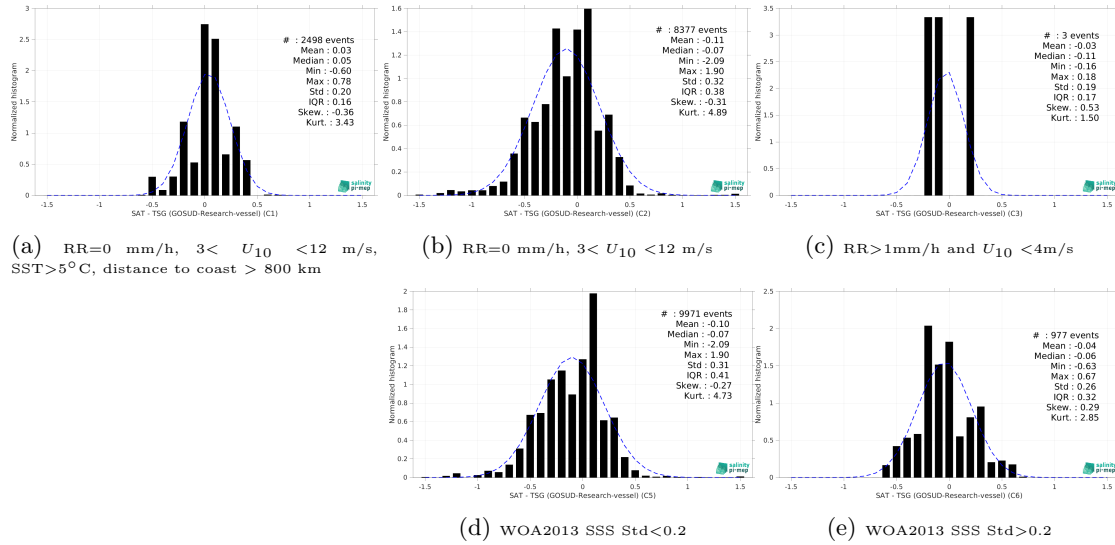 3
2.5
2
1.5
1
0.5
0
Normalized histogram
# : 2498 events
Mean : 0.03
Median : 0.05
Min : -0.60
Max : 0.78
Std : 0.20
IQR : 0.16
Skew. : -0.36
Kurt. : 3.43
salinity
pi-mep
-1.5 -1 -0.5 0 0.5 1 1.5
SAT - TSG (GOSUD-Research-vessel) (C1)
(a) RR=0 mm/h, 3< U10 <12 m/s,
SST>5°C, distance to coast > 800 km
1.6
1.4
1.2
1
0.8
0.6
0.4
0.2
0
Normalized histogram
# : 8377 events
Mean : -0.11
Median : -0.07
Min : -2.09
Max : 1.90
Std : 0.32
IQR : 0.38
Skew. : -0.31
Kurt. : 4.89
salinity
pi-mep
-1.5 -1 -0.5 0 0.5 1 1.5
SAT - TSG (GOSUD-Research-vessel) (C2)
(b) RR=0 mm/h, 3< U10 <12 m/s
3.5
3
2.5
2
1.5
1
0.5
0
Normalized histogram
# : 3 events
Mean : -0.03
Median : -0.11
Min : -0.16
Max : 0.18
Std : 0.19
IQR : 0.17
Skew. : 0.53
Kurt. : 1.50
salinity
pi-mep
-1.5 -1 -0.5 0 0.5 1 1.5
SAT - TSG (GOSUD-Research-vessel) (C3)
(c) RR>1mm/h and U10 <4m/s
2
1.8
1.6
1.4
1.2
1
0.8
0.6
0.4
0.2
0
Normalized histogram
# : 9971 events
Mean : -0.10
Median : -0.07
Min : -2.09
Max : 1.90
Std : 0.31
IQR : 0.41
Skew. : -0.27
Kurt. : 4.73
salinity
pi-mep
-1.5 -1 -0.5 0 0.5 1 1.5
SAT - TSG (GOSUD-Research-vessel) (C5)
(d) WOA2013 SSS Std<0.2
2.5
2
1.5
1
0.5
0
Normalized histogram
# : 977 events
Mean : -0.04
Median : -0.06
Min : -0.63
Max : 0.67
Std : 0.26
IQR : 0.32
Skew. : 0.29
Kurt. : 2.85
salinity
pi-mep
-1.5 -1 -0.5 0 0.5 1 1.5
SAT - TSG (GOSUD-Research-vessel) (C6)
(e) WOA2013 SSS Std>0.2